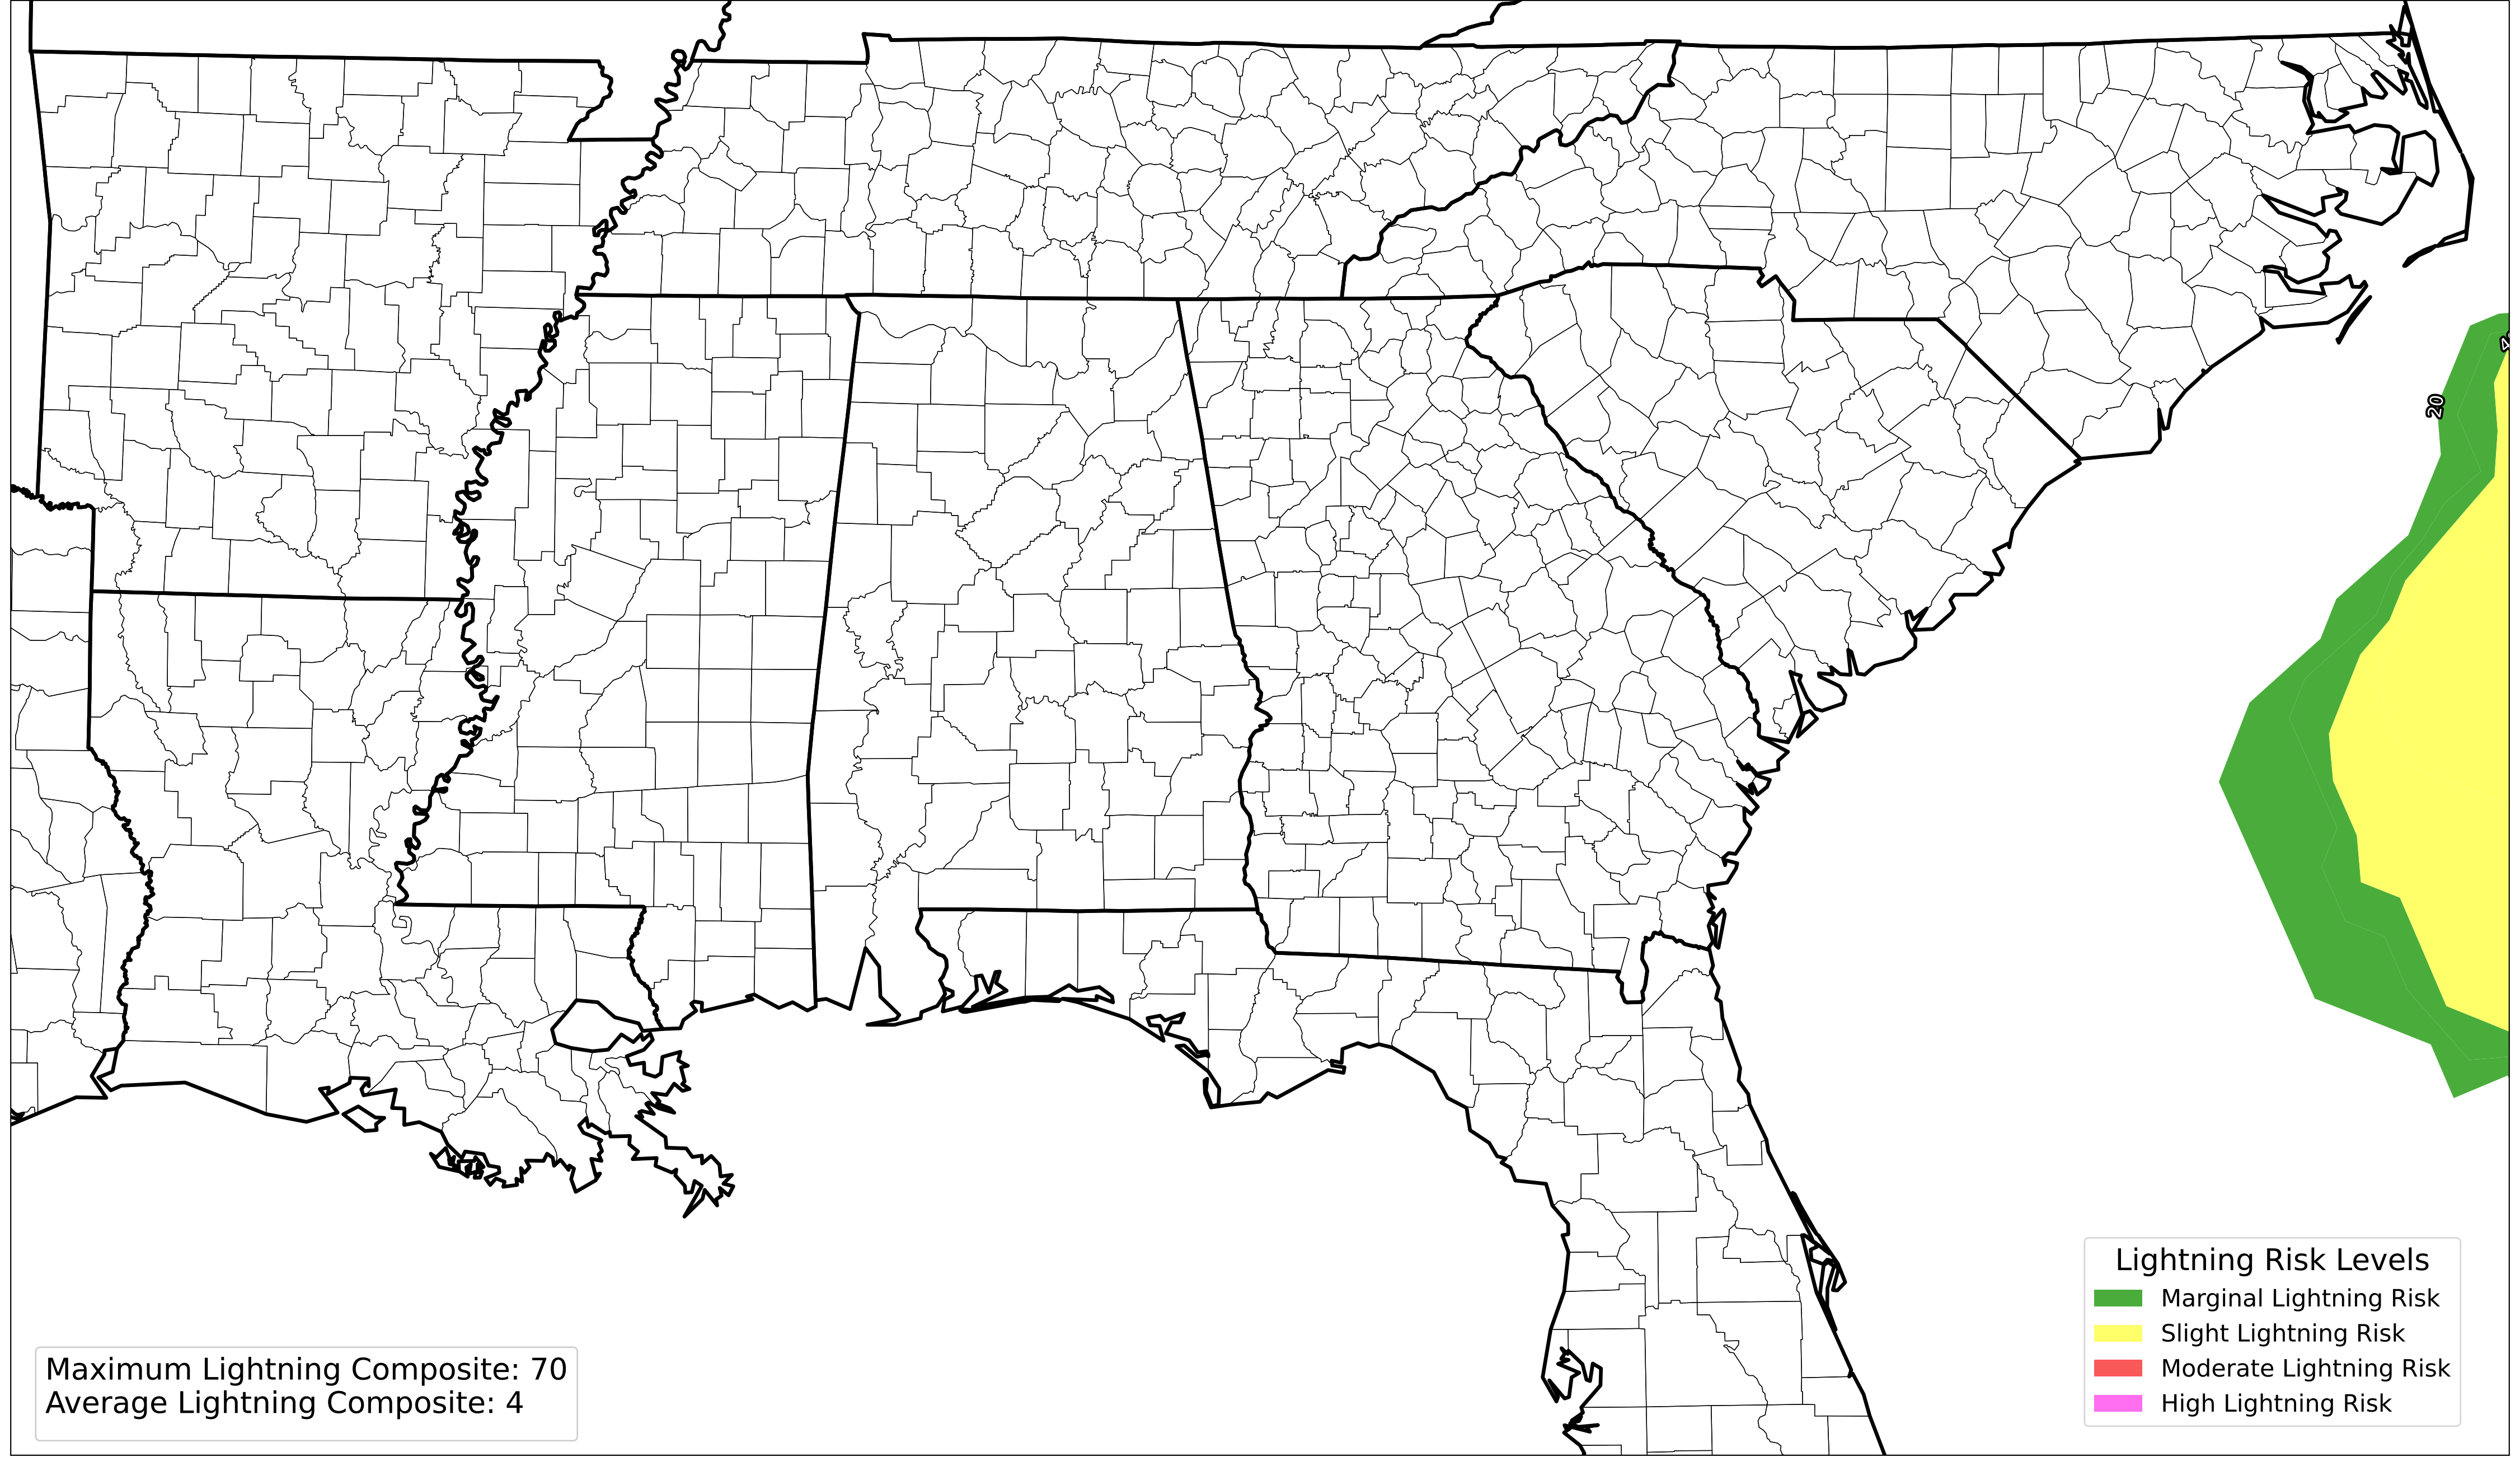 20
Lightning Risk Levels
Marginal Lightning Risk
Slight Lightning Risk
Moderate Lightning Risk
High Lightning Risk
Maximum Lightning Composite: 70
Average Lightning Composite: 4